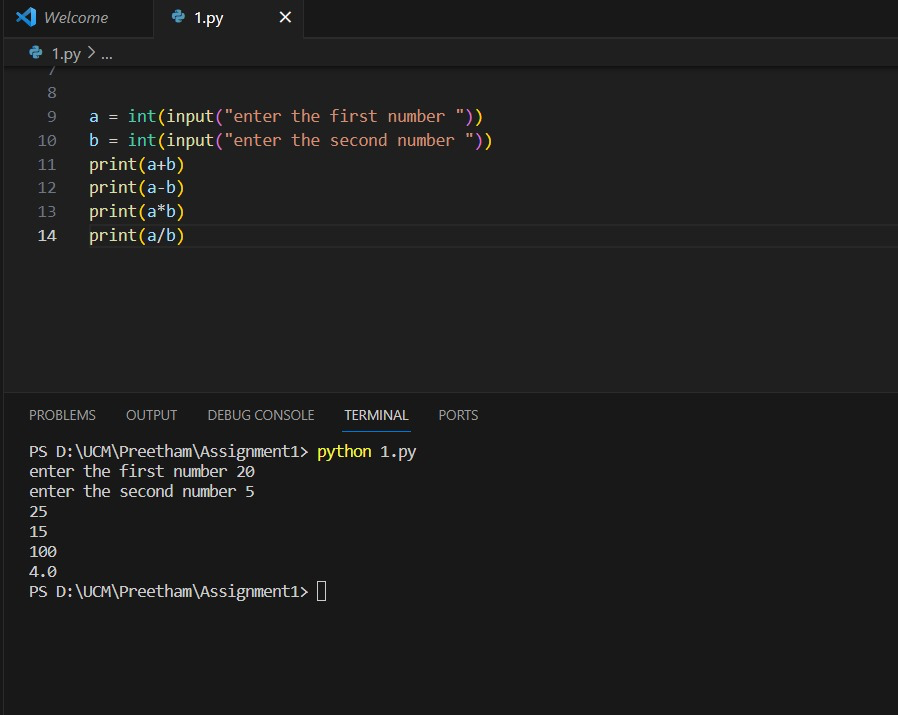 Welcome
1.py
1.py > ...
7
8
9 a = int(input("enter the first number "))
10 b = int(input("enter the second number "))
11 print(a+b)
12 print(a-b)
13 print(a*b)
14 print(a/b)
PROBLEMS OUTPUT DEBUG CONSOLE TERMINAL PORTS
PS D:\UCM\Preetham\Assignment1> python 1.py
enter the first number 20
enter the second number 5
25
15
100
4.0
PS D:\UCM\Preetham\Assignment1>